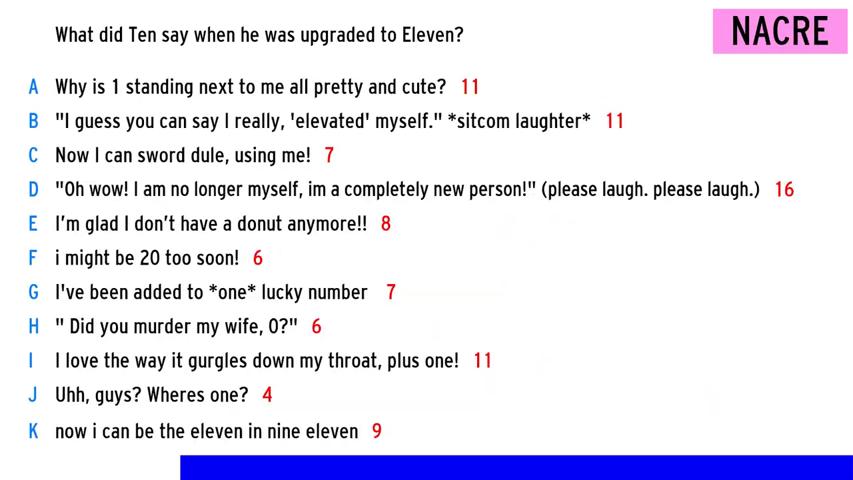 What did Ten say when he was upgraded to Eleven?
NACRE
A Why is 1 standing next to me all pretty and cute? 11
B "I guess you can say I really, 'elevated' myself." *sitcom laughter* 11
C Now I can sword dule, using me! 7
D "Oh wow! I am no longer myself, im a completely new person!" (please laugh. please laugh.) 16
E I’m glad I don’t have a donut anymore!! 8
F i might be 20 too soon! 6
G I've been added to *one* lucky number 7
H " Did you murder my wife, 0?" 6
I I love the way it gurgles down my throat, plus one! 11
J Uhh, guys? Wheres one? 4
K now i can be the eleven in nine eleven 9